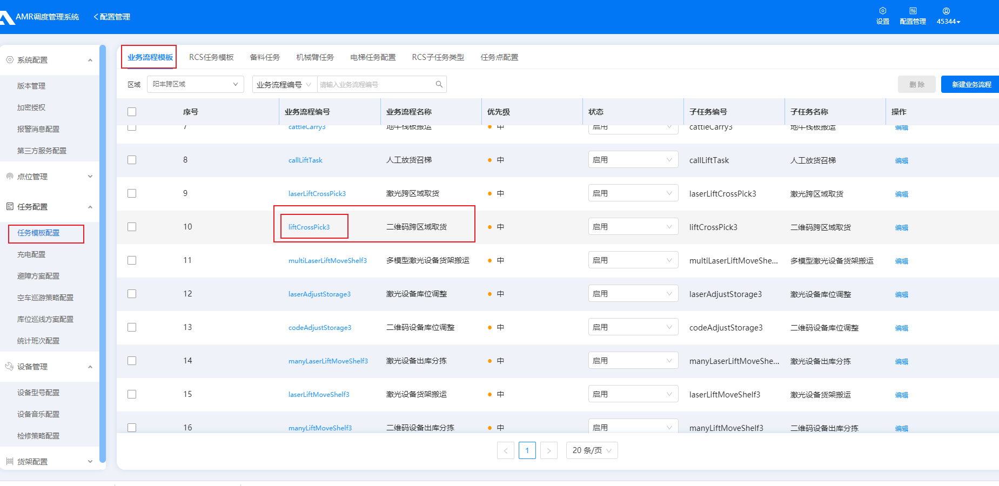 AMR调度管理系统 配置管理 设置 配置管理 45344
系统配置
版本管理
加密授权
报警消息配置
第三方服务配置
点位管理
任务配置
任务模板配置
充电配置
避障方案配置
空车巡游策略配置
库位巡线方案配置
统计班次配置
设备管理
设备型号配置
设备音乐配置
检修策略配置
货架配置
业务流程模板 RCS任务模板 备料任务 机械臂任务 电梯任务配置 RCS子任务类型 任务点配置
区域 阳丰跨区域 业务流程编号 请输入业务流程编号 删 除 新建业务流程
序号 业务流程编号 业务流程名称 优先级 状态 子任务编号 子任务名称 操作
7 cattleCarry3 地牛栈板搬运 中 启用 cattleCarry3 地牛栈板搬运 编辑
8 callLiftTask 人工放货召梯 中 启用 callLiftTask 人工放货召梯 编辑
9 laserLiftCrossPick3 激光跨区域取货 中 启用 laserLiftCrossPick3 激光跨区域取货 编辑
10 liftCrossPick3 二维码跨区域取货 中 启用 liftCrossPick3 二维码跨区域取货 编辑
11 multiLaserLiftMoveShelf3 多模型激光设备货架搬运 中 启用 multiLaserLiftMoveShe... 多模型激光设备货架搬运 编辑
12 laserAdjustStorage3 激光设备库位调整 中 启用 laserAdjustStorage3 激光设备库位调整 编辑
13 codeAdjustStorage3 二维码设备库位调整 中 启用 codeAdjustStorage3 二维码设备库位调整 编辑
14 manyLaserLiftMoveShelf3 激光设备出库分拣 中 启用 manyLaserLiftMoveShe... 激光设备出库分拣 编辑
15 laserLiftMoveShelf3 激光设备货架搬运 中 启用 laserLiftMoveShelf3 激光设备货架搬运 编辑
16 manyLiftMoveShelf3 二维码设备出库分拣 中 启用 manyLiftMoveShelf3 二维码设备出库分拣 编辑
< 1 > 20 条/页